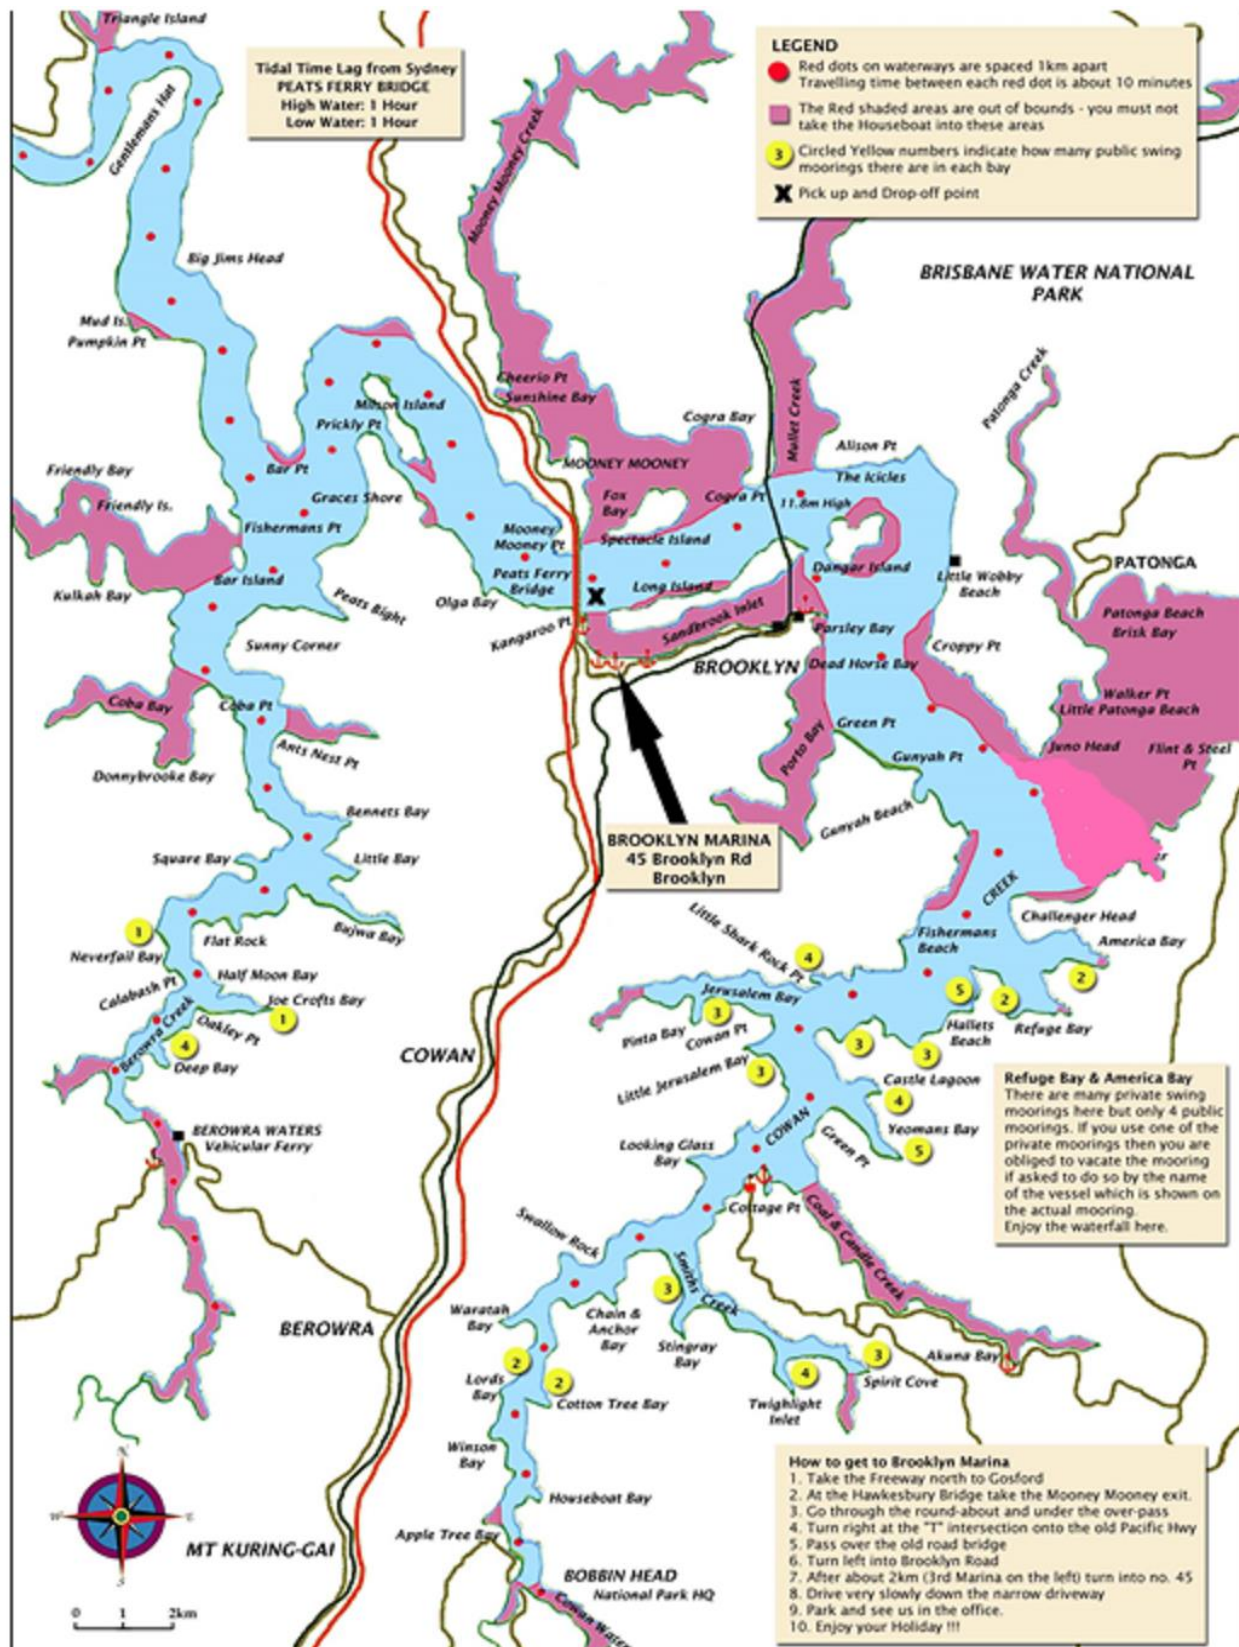 Triangle Island
Gentlemans Hat
Tidal Time Lag from Sydney
PEATS FERRY BRIDGE
High Water: 1 Hour
Low Water: 1 Hour
LEGEND
Red dots on waterways are spaced 1km apart
Travelling time between each red dot is about 10 minutes
The Red shaded areas are out of bounds - you must not
take the Houseboat into these areas
3
Circled Yellow numbers indicate how many public swing
moorings there are in each bay
X Pick up and Drop-off point
Mooney Mooney Creek
BRISBANE WATER NATIONAL
PARK
Big Jims Head
Mud Is.
Pumpkin Pt
Cheerio Pt
Sunshine Bay
Milson Island
Prickly Pt
Cogra Bay
Mullet Creek
Patonga Creek
Alison Pt
The Icicles
11.8m High
MOONEY MOONEY
Bar Pt
Friendly Bay
Friendly Is.
Graces Shore
Fox
Bay
Cogra Pt
Fishermans Pt
Mooney
Mooney Pt
Spectacle Island
Peats Ferry
Bridge
X
Long Island
Dangar Island
Little Wobby
Beach
PATONGA
Bar Island
Kulkah Bay
Peats Bight
Olga Bay
Kangaroo Pt
Sandbrook Inlet
Parsley Bay
Patonga Beach
Brisk Bay
Sunny Corner
Croppy Pt
BROOKLYN
Dead Horse Bay
Walker Pt
Little Patonga Beach
Coba Bay
Coba Pt
Green Pt
Porto Bay
Gunyah Pt
Juno Head
Flint & Steel
Pt
Ants Nest Pt
Donnybrooke Bay
Bennets Bay
Gunyah Beach
BROOKLYN MARINA
45 Brooklyn Rd
Brooklyn
Square Bay
Little Bay
CREEK
Challenger Head
Bujwa Bay
Little Shark Rock Pt
Fishermans
Beach
America Bay
1
Neverfail Bay
Flat Rock
Half Moon Bay
Calabash Pt
Joe Crofts Bay
1
4
Jerusalem Bay
5
2
2
Hallets
Beach
Refuge Bay
Berowra Creek
Oakley Pt
4
Deep Bay
COWAN
3
Pinta Bay
Cowan Pt
3
3
Castle Lagoon
Little Jerusalem Bay
3
4
Yeomans Bay
5
Refuge Bay & America Bay
There are many private swing
moorings here but only 4 public
moorings. If you use one of the
private moorings then you are
obliged to vacate the mooring
if asked to do so by the name
of the vessel which is shown on
the actual mooring.
Enjoy the waterfall here.
BEROWRA WATERS
Vehicular Ferry
COWAN
Green Pt
Looking Glass
Bay
Cottage Pt
Coal & Candle Creek
Swallow Rock
3
Smiths Creek
Waratah
Bay
Chain &
Anchor
Bay
Stingray
Bay
BEROWRA
2
Lords
Bay
2
Cotton Tree Bay
4
Twighlight
Inlet
3
Spirit Cove
Akuna Bay
Winson
Bay
Houseboat Bay
Apple Tree Bay
N
W
E
S
MT KURING-GAI
BOBBIN HEAD
National Park HQ
Cowan Water
0 1 2km
How to get to Brooklyn Marina
1. Take the Freeway north to Gosford
2. At the Hawkesbury Bridge take the Mooney Mooney exit.
3. Go through the round-about and under the over-pass
4. Turn right at the "T" intersection onto the old Pacific Hwy
5. Pass over the old road bridge
6. Turn left into Brooklyn Road
7. After about 2km (3rd Marina on the left) turn into no. 45
8. Drive very slowly down the narrow driveway
9. Park and see us in the office.
10. Enjoy your Holiday !!!